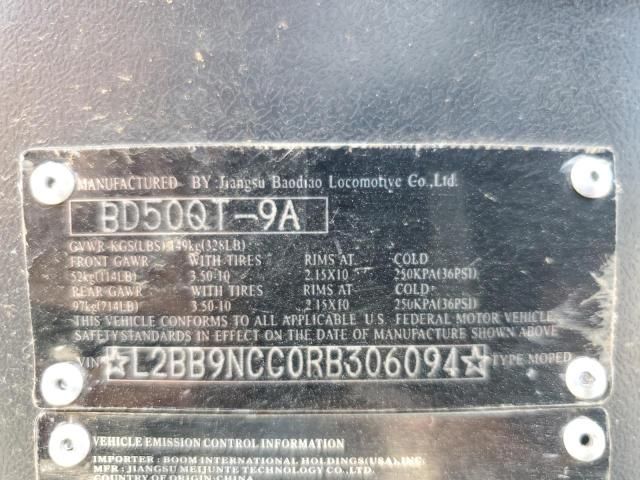 MANUFACTURED BY:Jiangsu Baodiao Locomotive Co.,Ltd.
BD50QT-9A
GVWR-KGS(LBS) 149kg(328LB)
FRONT GAWR WITH TIRES RIMS AT COLD
52kg(114LB) 3.50-10 2.15X10 250KPA(36PSI)
REAR GAWR WITH TIRES RIMS AT COLD
97kg(214LB) 3.50-10 2.15X10 250KPA(36PSI)
THIS VEHICLE CONFORMS TO ALL APPLICABLE U.S. FEDERAL MOTOR VEHICLE
SAFETY STANDARDS IN EFFECT ON THE DATE OF MANUFACTURE SHOWN ABOVE
VIN ☆L2BB9NCC0RB306094☆ TYPE MOPED
VEHICLE EMISSION CONTROL INFORMATION
IMPORTER : BOOM INTERNATIONAL HOLDINGS(USA),INC.
MFR : JIANGSU MEIJUNTE TECHNOLOGY CO.,LTD
COUNTRY OF ORIGIN:CHINA